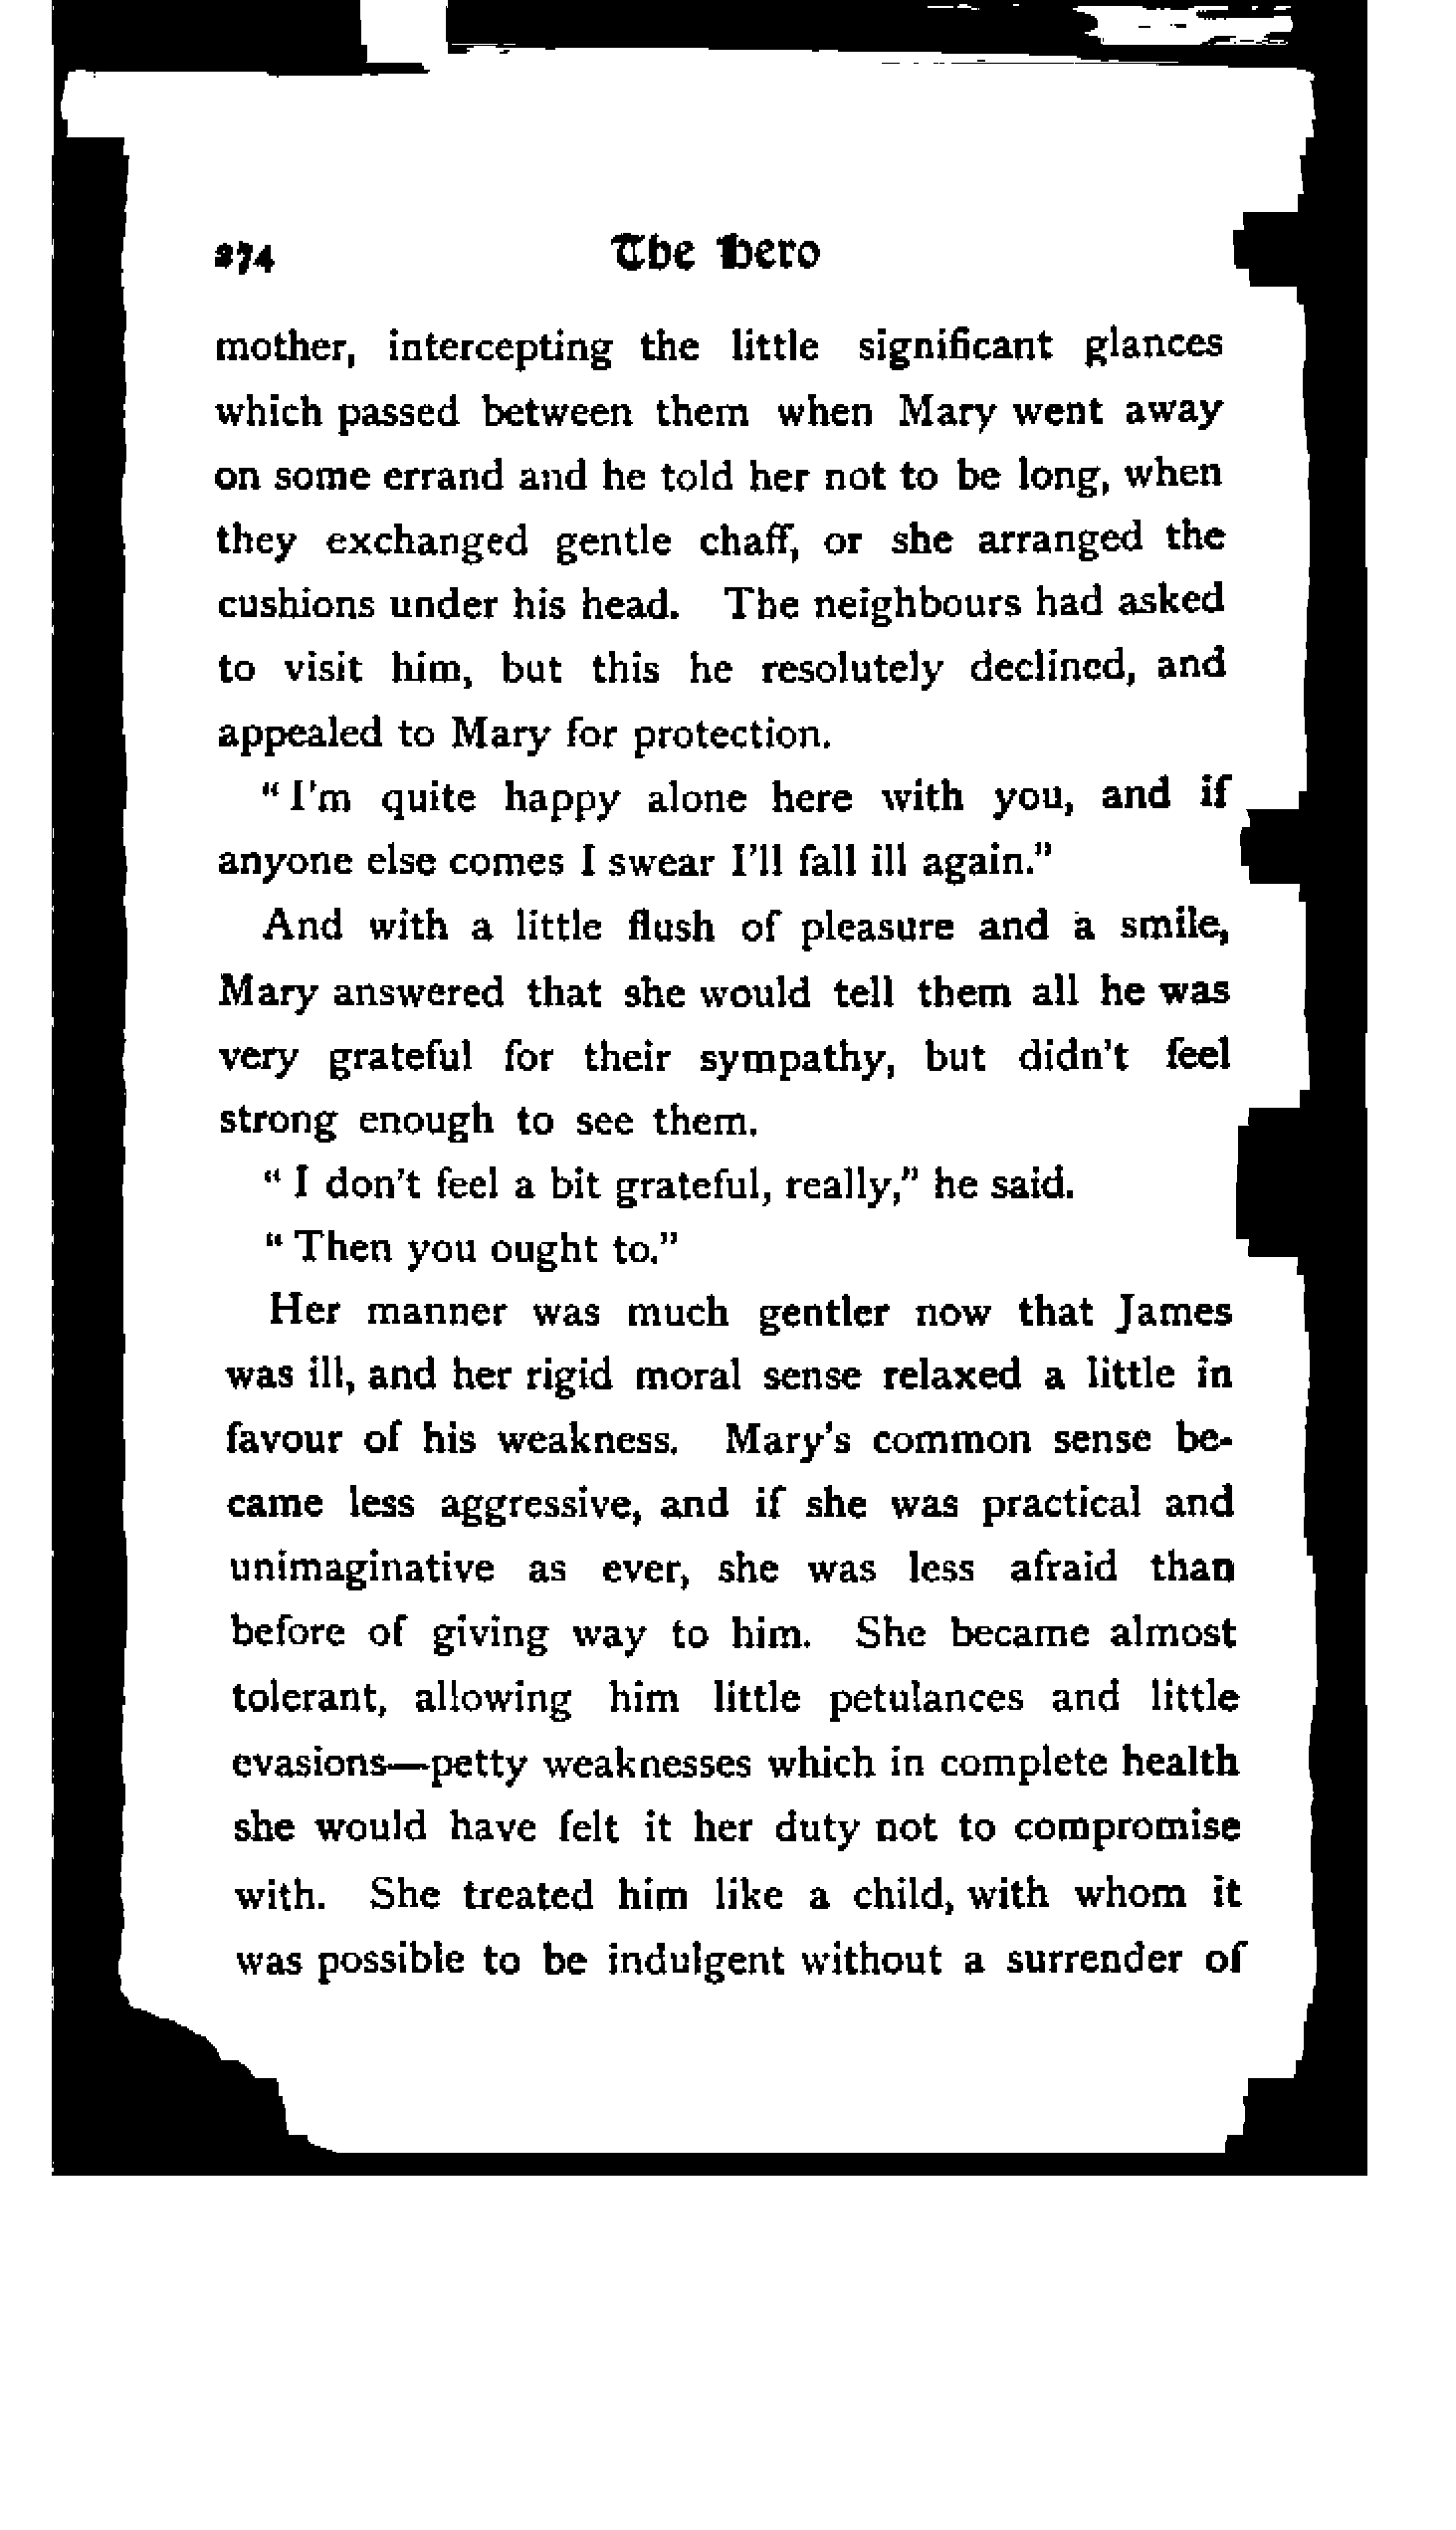 274 The Hero
mother, intercepting the little significant glances
which passed between them when Mary went away
on some errand and he told her not to be long, when
they exchanged gentle chaff, or she arranged the
cushions under his head. The neighbours had asked
to visit him, but this he resolutely declined, and
appealed to Mary for protection.
“I'm quite happy alone here with you, and if
anyone else comes I swear I'll fall ill again.”
And with a little flush of pleasure and a smile,
Mary answered that she would tell them all he was
very grateful for their sympathy, but didn't feel
strong enough to see them.
“I don't feel a bit grateful, really,” he said.
“Then you ought to.”
Her manner was much gentler now that James
was ill, and her rigid moral sense relaxed a little in
favour of his weakness. Mary's common sense be-
came less aggressive, and if she was practical and
unimaginative as ever, she was less afraid than
before of giving way to him. She became almost
tolerant, allowing him little petulances and little
evasions—petty weaknesses which in complete health
she would have felt it her duty not to compromise
with. She treated him like a child, with whom it
was possible to be indulgent without a surrender of